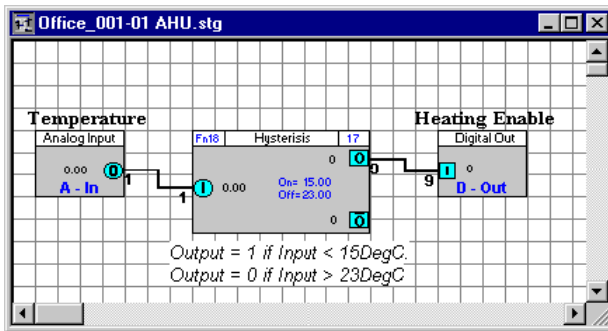 Office_001-01 AHU.stg
Temperature
Heating Enable
Analog Input
Fn18 Hysterisis 17
Digital Out
0.00 O
A - In
1
1
I 0.00
0 O
On= 15.00
Off=23.00
0 O
0
9
I 0
D - Out
Output = 1 if Input < 15DegC.
Output = 0 if Input > 23DegC